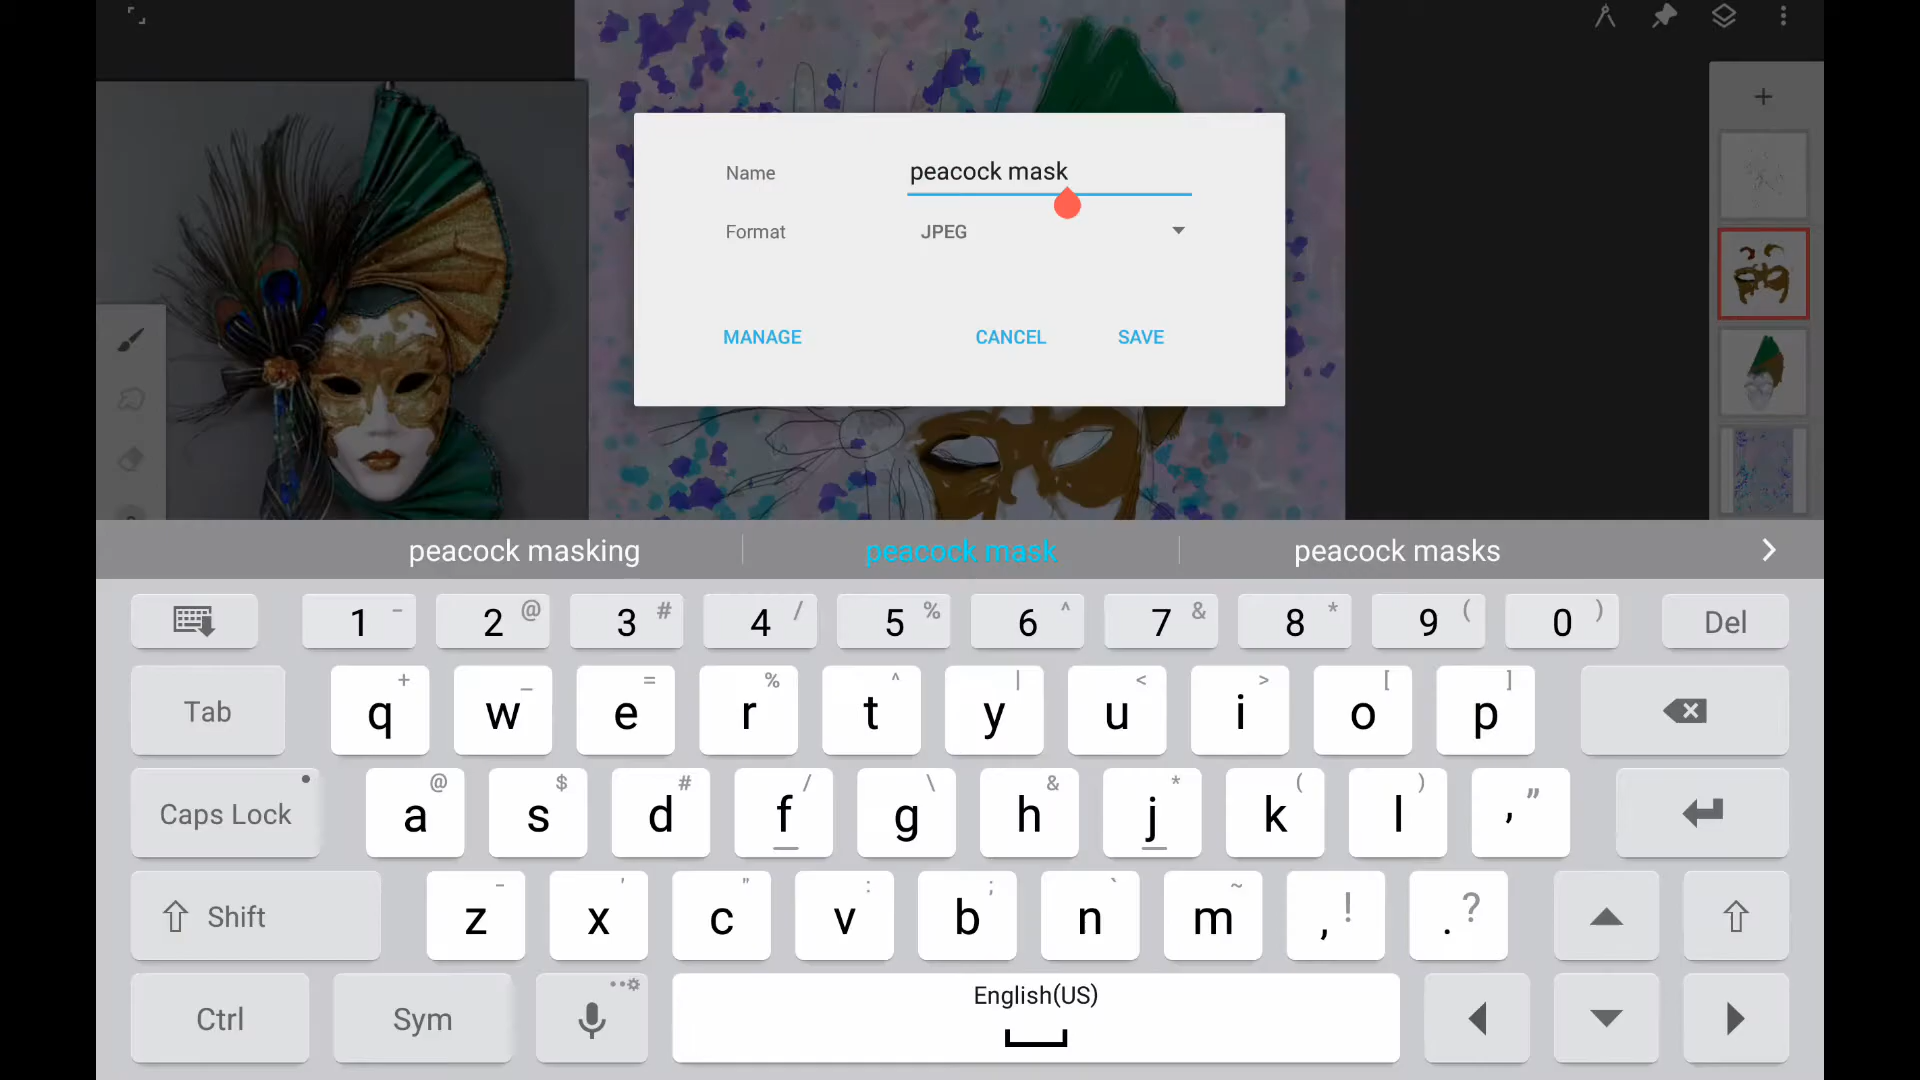 Name peacock mask
Format JPEG
MANAGE CANCEL SAVE
peacock masking peacock mask peacock masks
1 - 2 @ 3 # 4 / 5 % 6 ^ 7 & 8 * 9 ( 0 ) Del
Tab q + w _ e = r % t ^ y | u < i > o [ p ]
Caps Lock a @ s $ d # f / g \ h & j * k ( l ) ' "
Shift z - x ' c " v : b ; n ` m ~ , ! . ?
Ctrl Sym English(US)